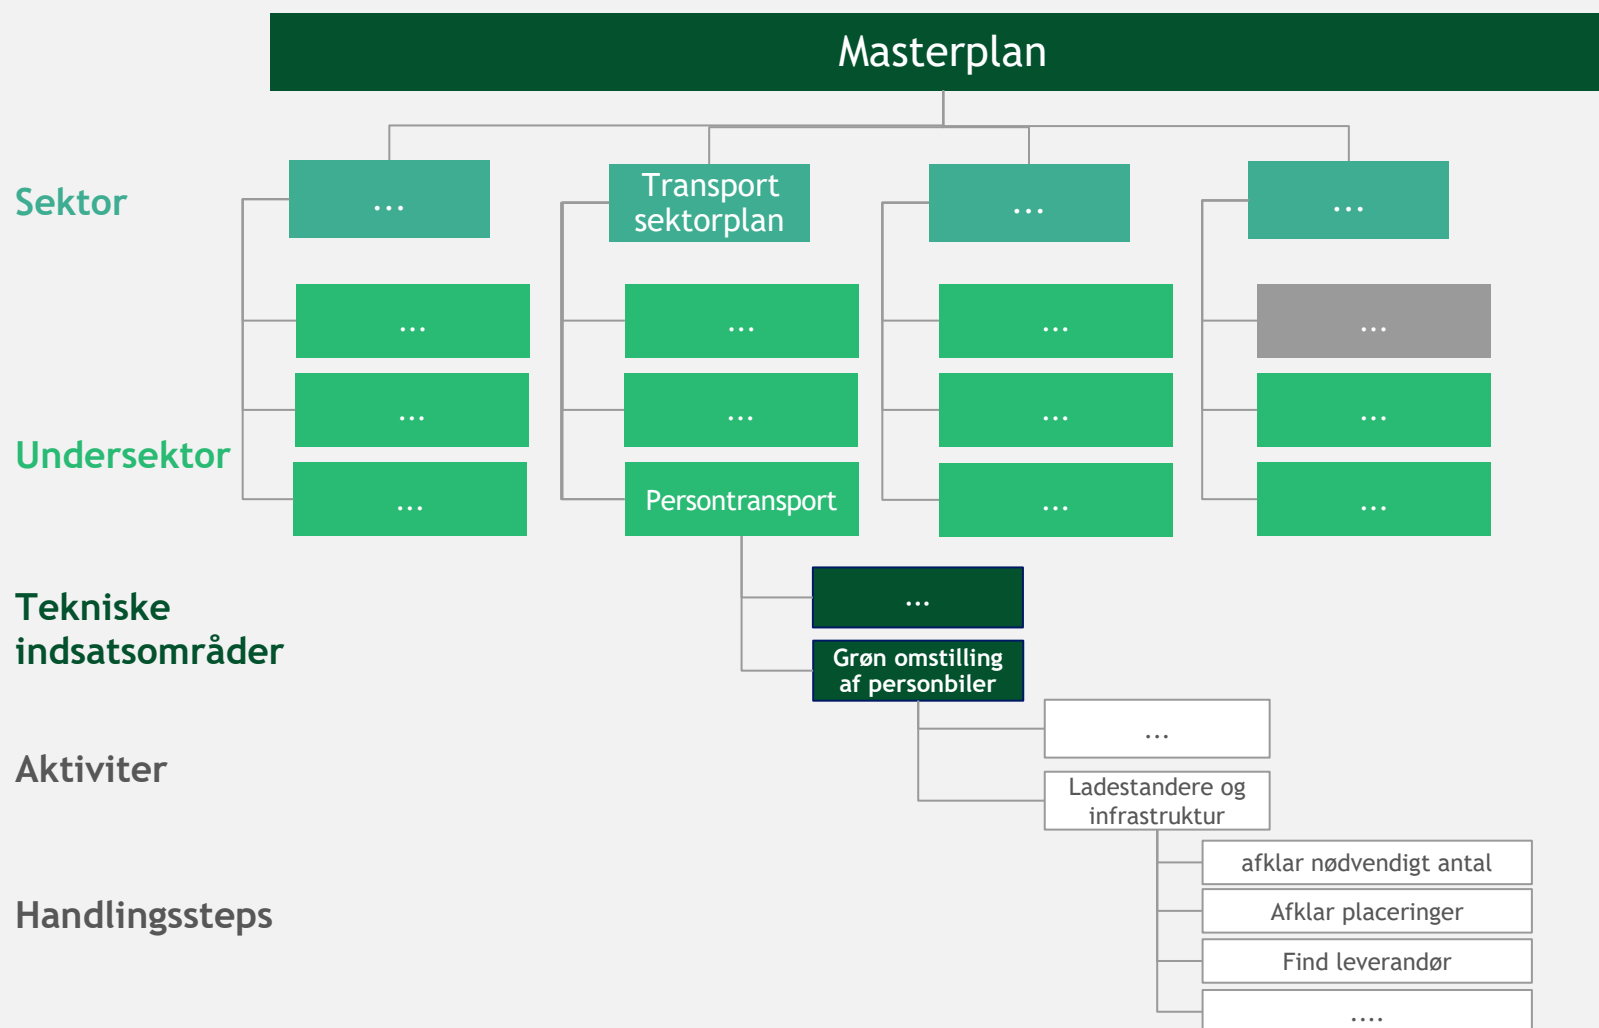 Masterplan
Sektor
...
Transport
sektorplan
...
...
...
...
...
...
...
...
...
...
Undersektor
...
Persontransport
...
...
Tekniske
indsatsområder
...
Grøn omstilling
af personbiler
Aktiviter
...
Ladestandere og
infrastruktur
Handlingssteps
afklar nødvendigt antal
Afklar placeringer
Find leverandør
....